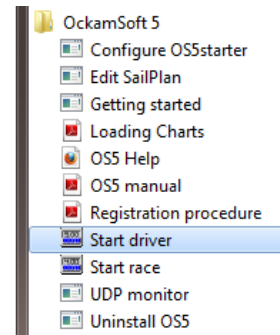 OckamSoft 5
Configure OS5starter
Edit SailPlan
Getting started
Loading Charts
OS5 Help
OS5 manual
Registration procedure
Start driver
Start race
UDP monitor
Uninstall OS5